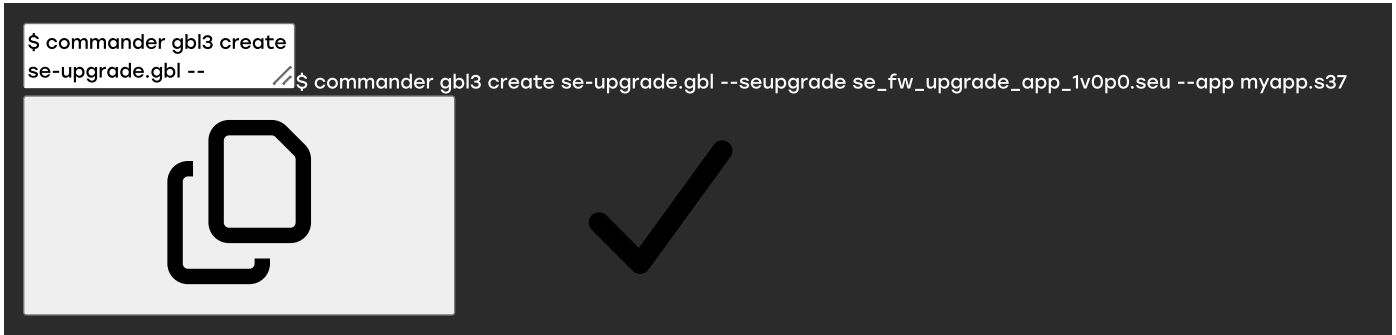 $ commander gbl3 create
se-upgrade.gbl --
$ commander gbl3 create se-upgrade.gbl --seupgrade se_fw_upgrade_app_1v0p0.seu --app myapp.s37